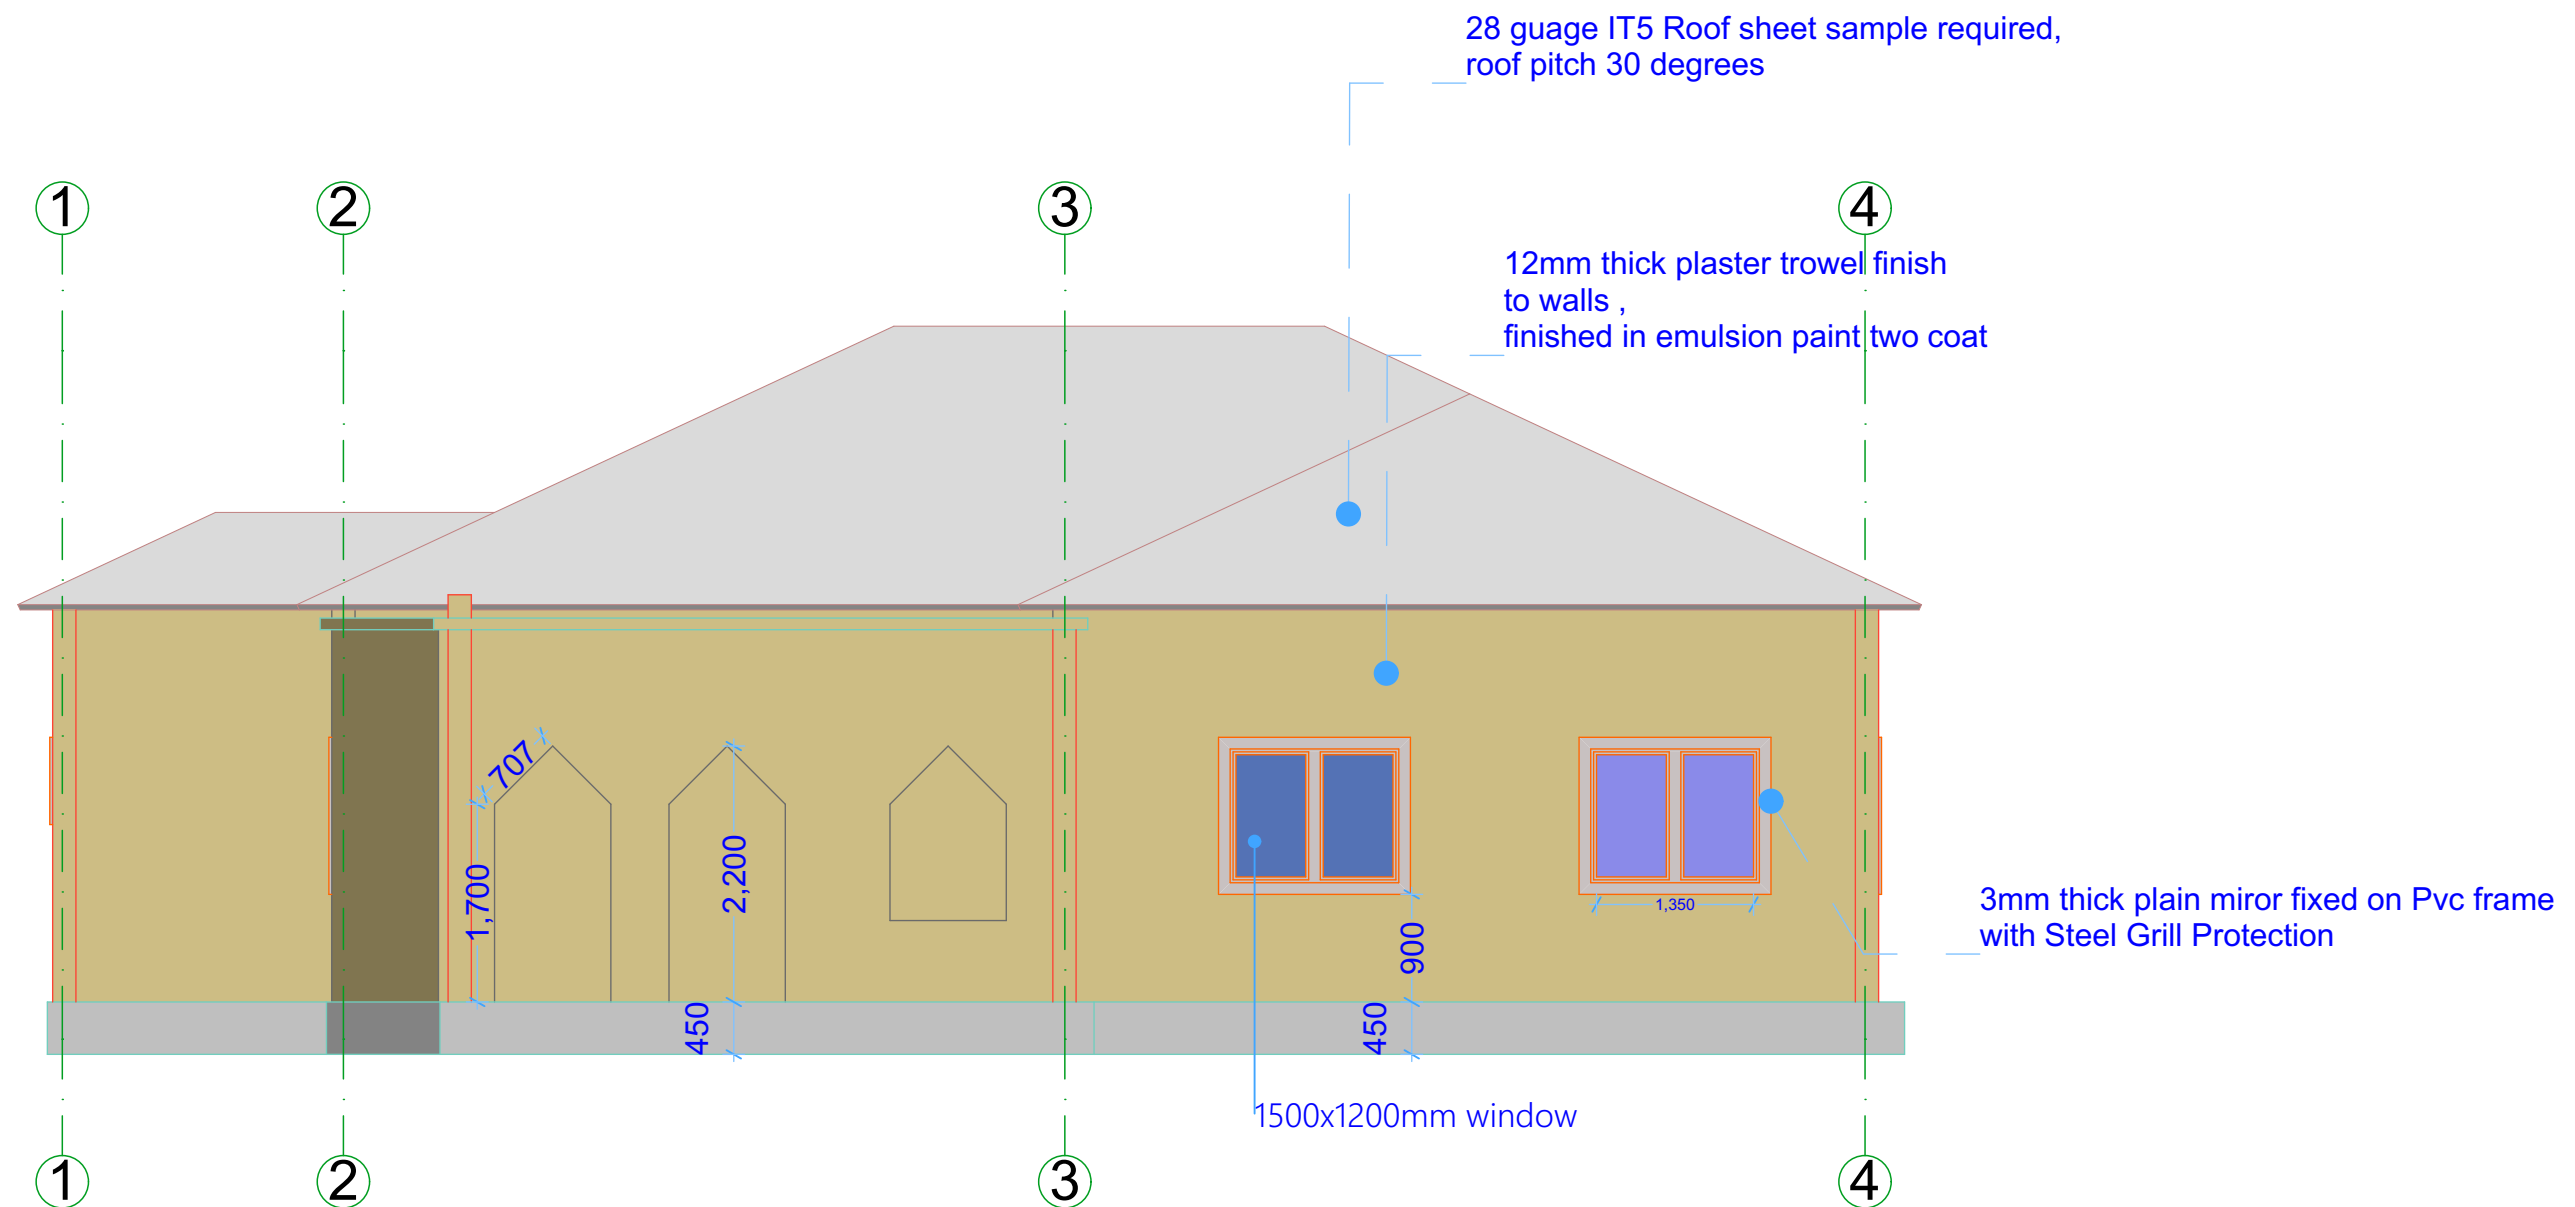 28 guage IT5 Roof sheet sample required,
roof pitch 30 degrees
1
2
3
4
12mm thick plaster trowel finish
to walls ,
finished in emulsion paint two coat
707
1,700
2,200
450
900
450
1,350
3mm thick plain miror fixed on Pvc frame
with Steel Grill Protection
1500x1200mm window
1
2
3
4